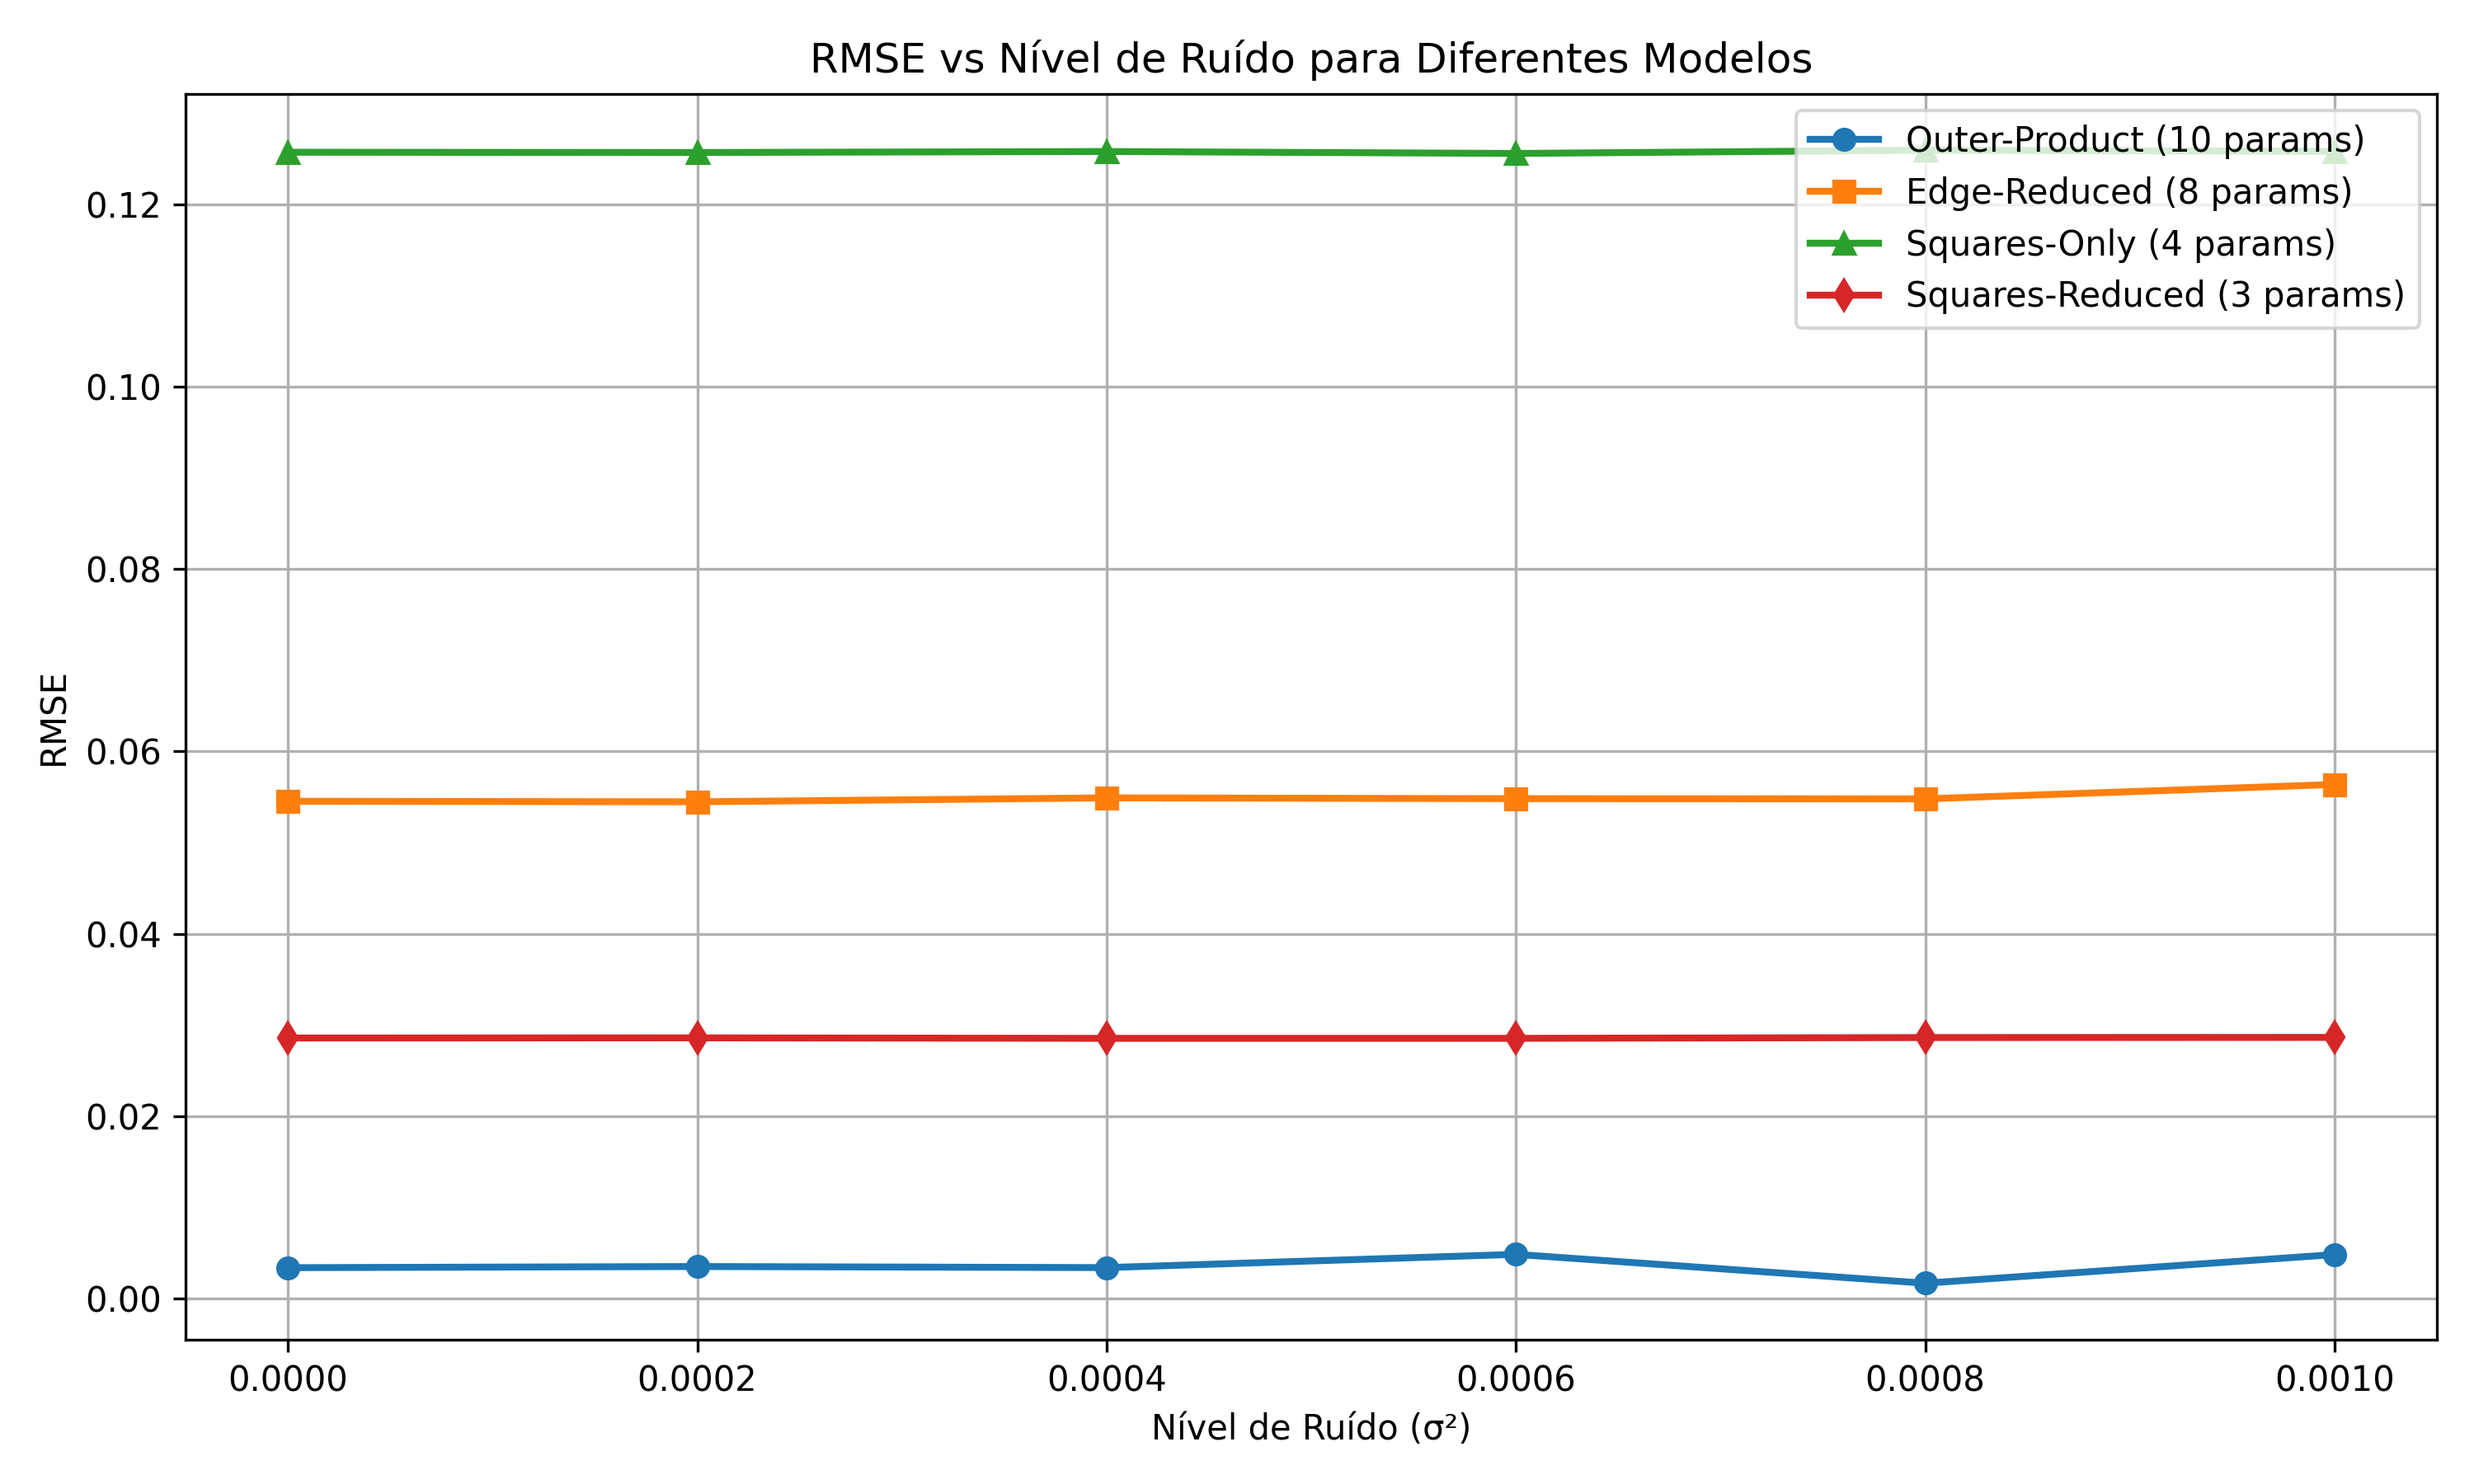 RMSE vs Nível de Ruído para Diferentes Modelos
Outer-Product (10 params)
Edge-Reduced (8 params)
Squares-Only (4 params)
Squares-Reduced (3 params)
RMSE
0.12
0.10
0.08
0.06
0.04
0.02
0.00
0.0000 0.0002 0.0004 0.0006 0.0008 0.0010
Nível de Ruído (σ²)